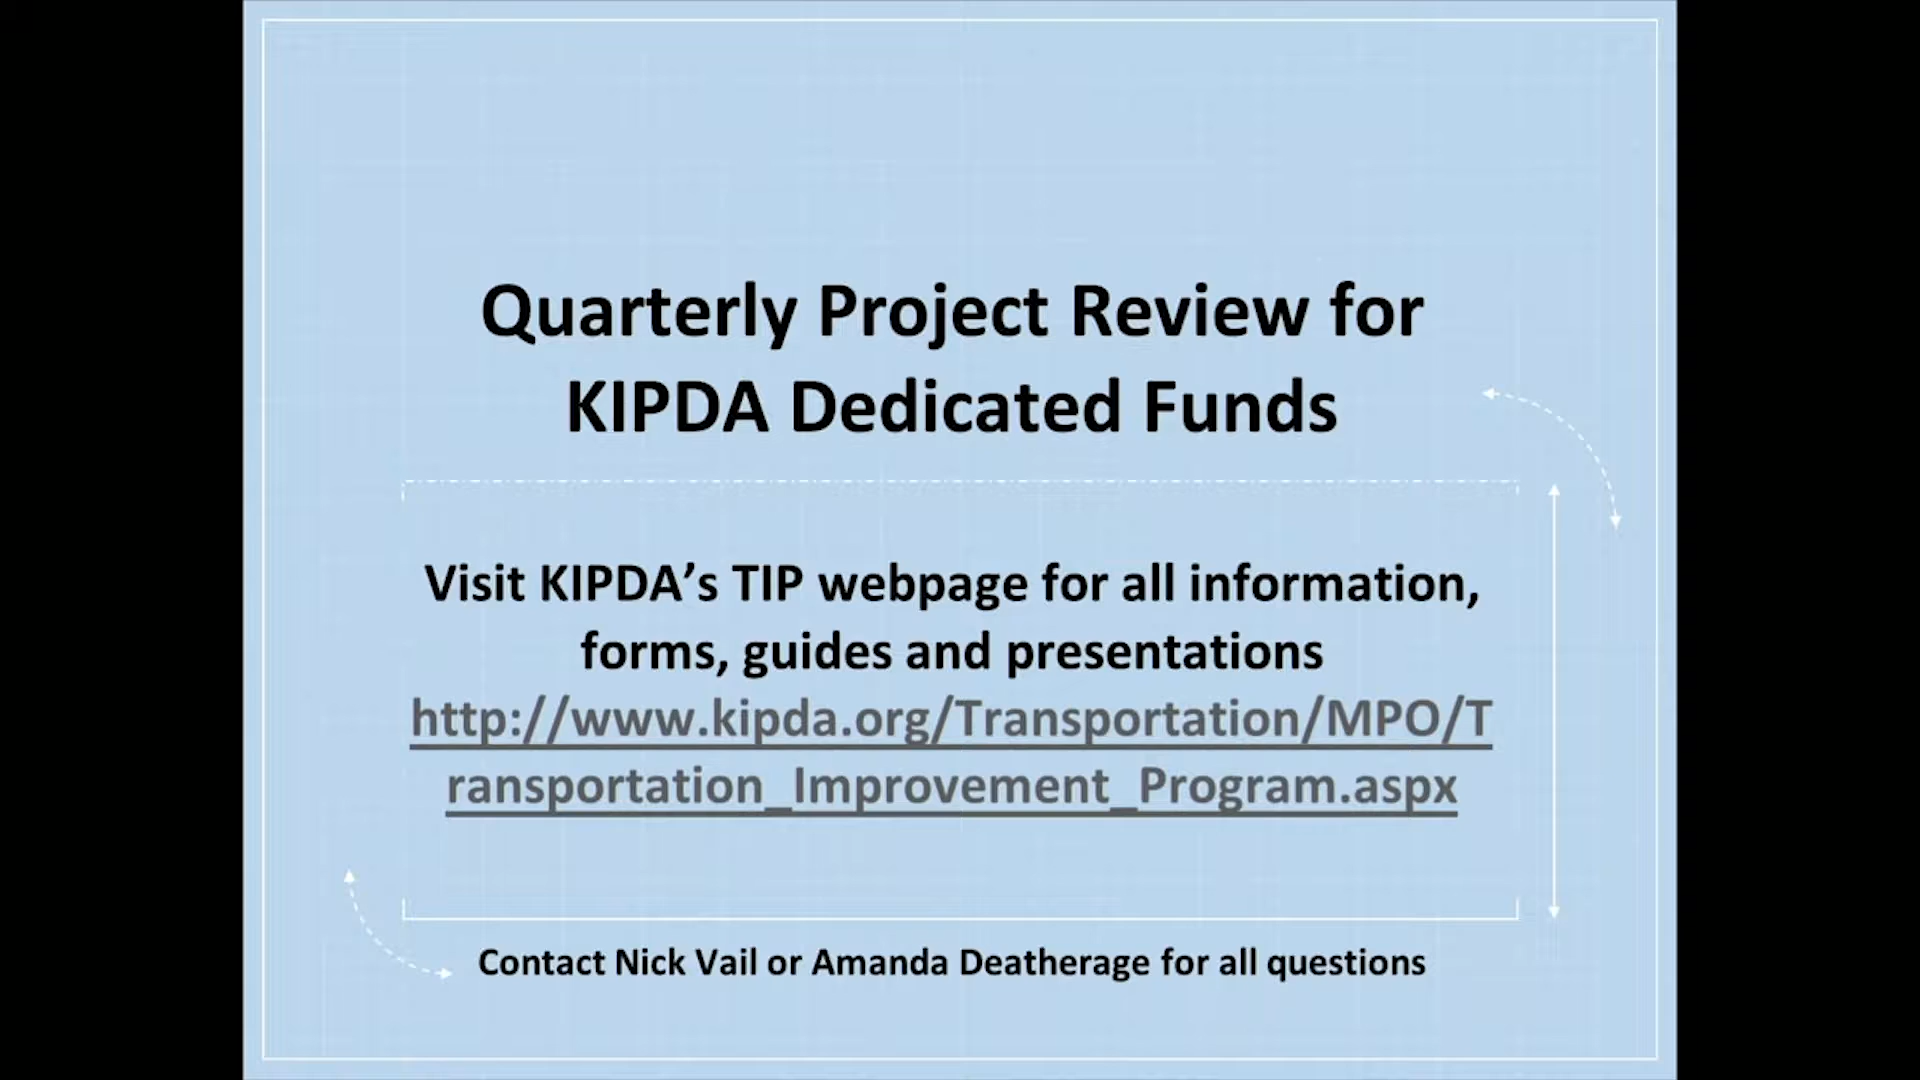 Quarterly Project Review for
KIPDA Dedicated Funds
Visit KIPDA’s TIP webpage for all information,
forms, guides and presentations
http://www.kipda.org/Transportation/MPO/T
ransportation_Improvement_Program.aspx
Contact Nick Vail or Amanda Deatherage for all questions